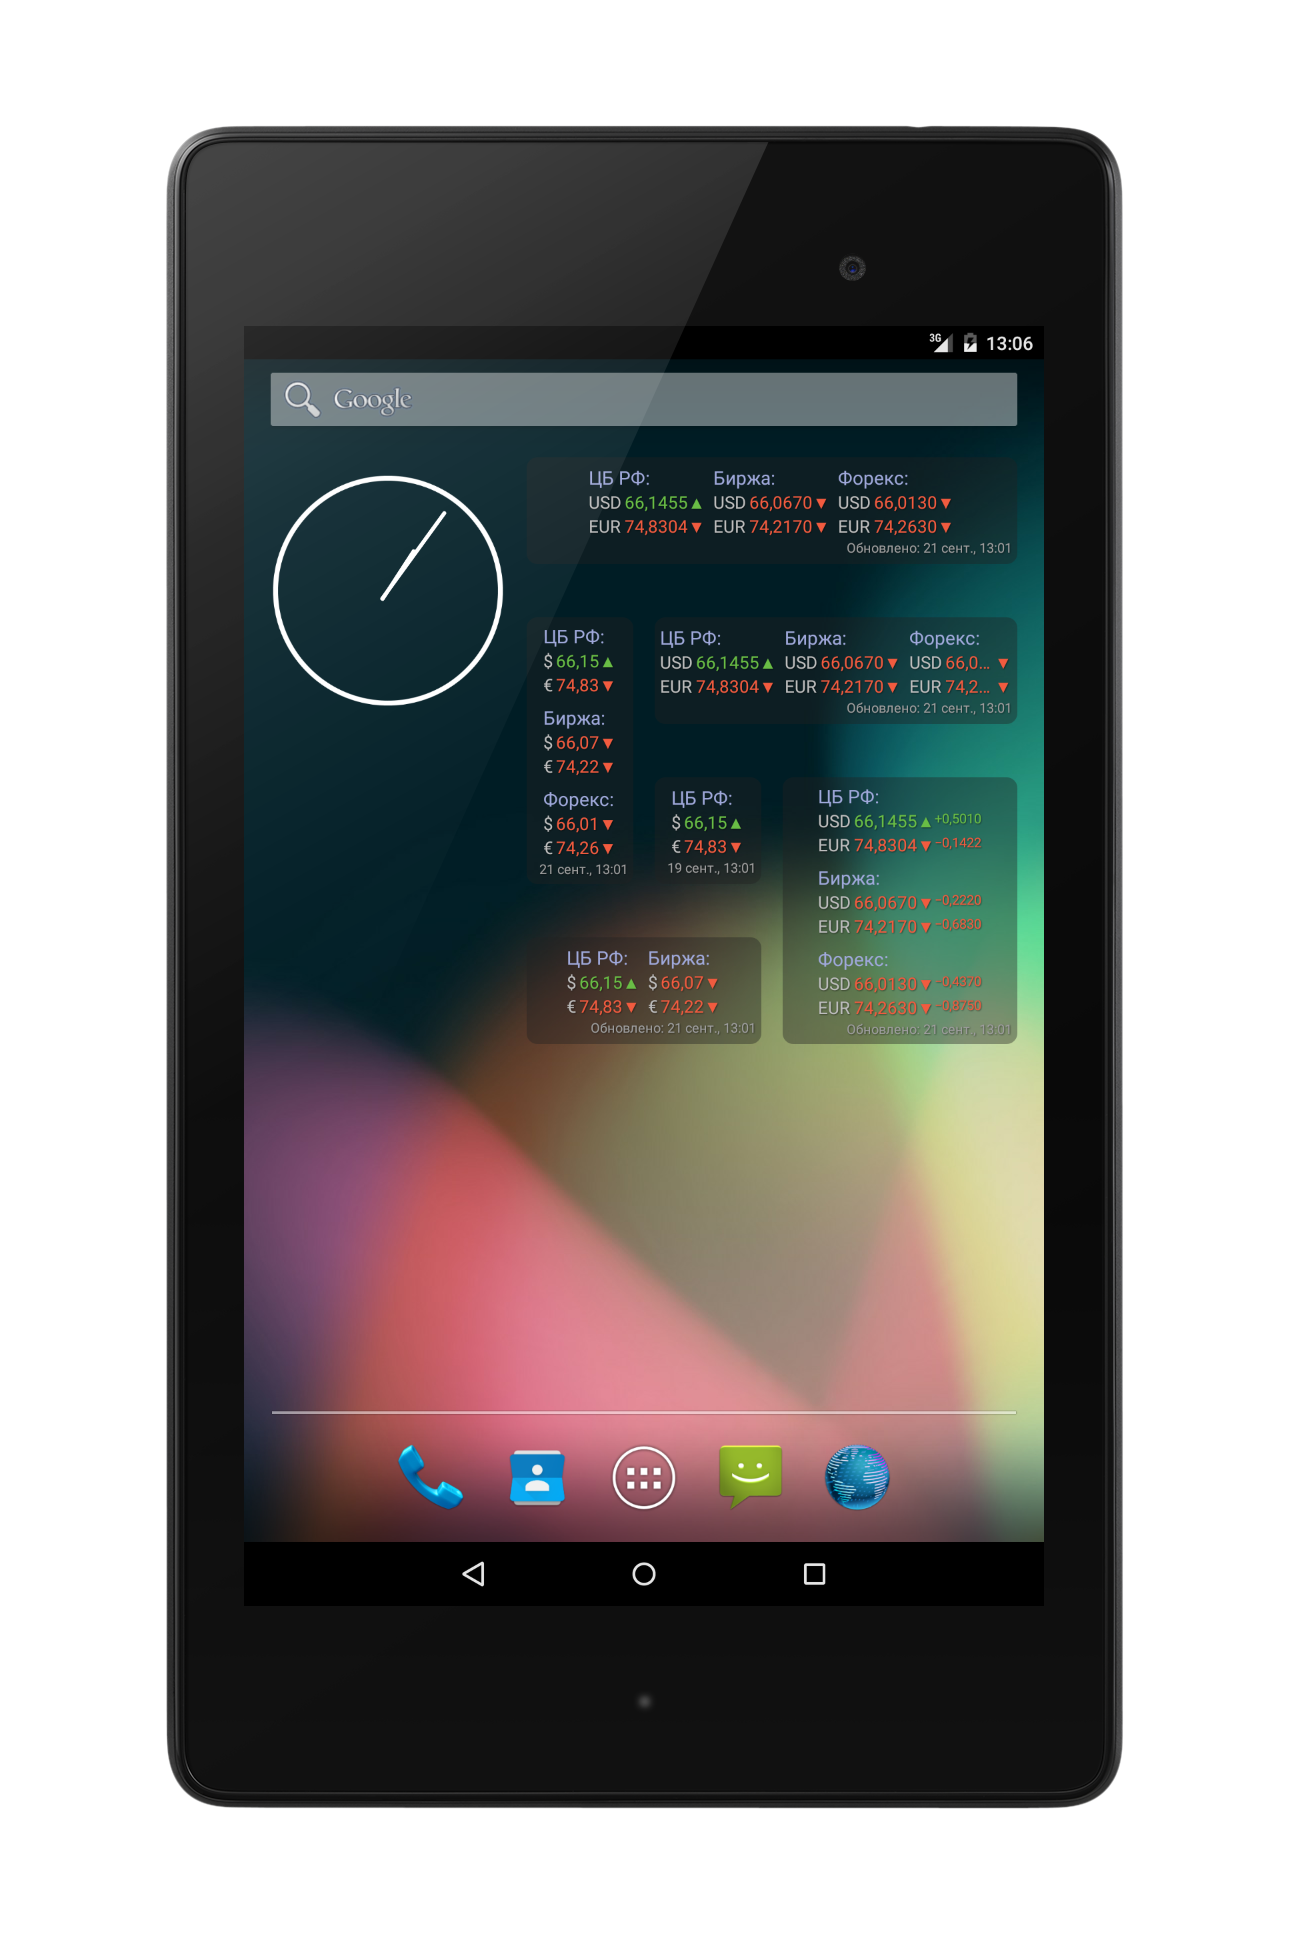 3G 13:06
Google
ЦБ РФ: Биржа: Форекс:
USD 66,1455 ▲ USD 66,0670 ▼ USD 66,0130 ▼
EUR 74,8304 ▼ EUR 74,2170 ▼ EUR 74,2630 ▼
Обновлено: 21 сент., 13:01
ЦБ РФ:
$ 66,15 ▲
€ 74,83 ▼
Биржа:
$ 66,07 ▼
€ 74,22 ▼
Форекс:
$ 66,01 ▼
€ 74,26 ▼
21 сент., 13:01
ЦБ РФ: Биржа: Форекс:
USD 66,1455 ▲ USD 66,0670 ▼ USD 66,0... ▼
EUR 74,8304 ▼ EUR 74,2170 ▼ EUR 74,2... ▼
Обновлено: 21 сент., 13:01
ЦБ РФ:
$ 66,15 ▲
€ 74,83 ▼
19 сент., 13:01
ЦБ РФ:
USD 66,1455 ▲ +0,5010
EUR 74,8304 ▼ −0,1422
Биржа:
USD 66,0670 ▼ −0,2220
EUR 74,2170 ▼ −0,6830
Форекс:
USD 66,0130 ▼ −0,4370
EUR 74,2630 ▼ −0,8750
Обновлено: 21 сент., 13:01
ЦБ РФ: Биржа:
$ 66,15 ▲ $ 66,07 ▼
€ 74,83 ▼ € 74,22 ▼
Обновлено: 21 сент., 13:01